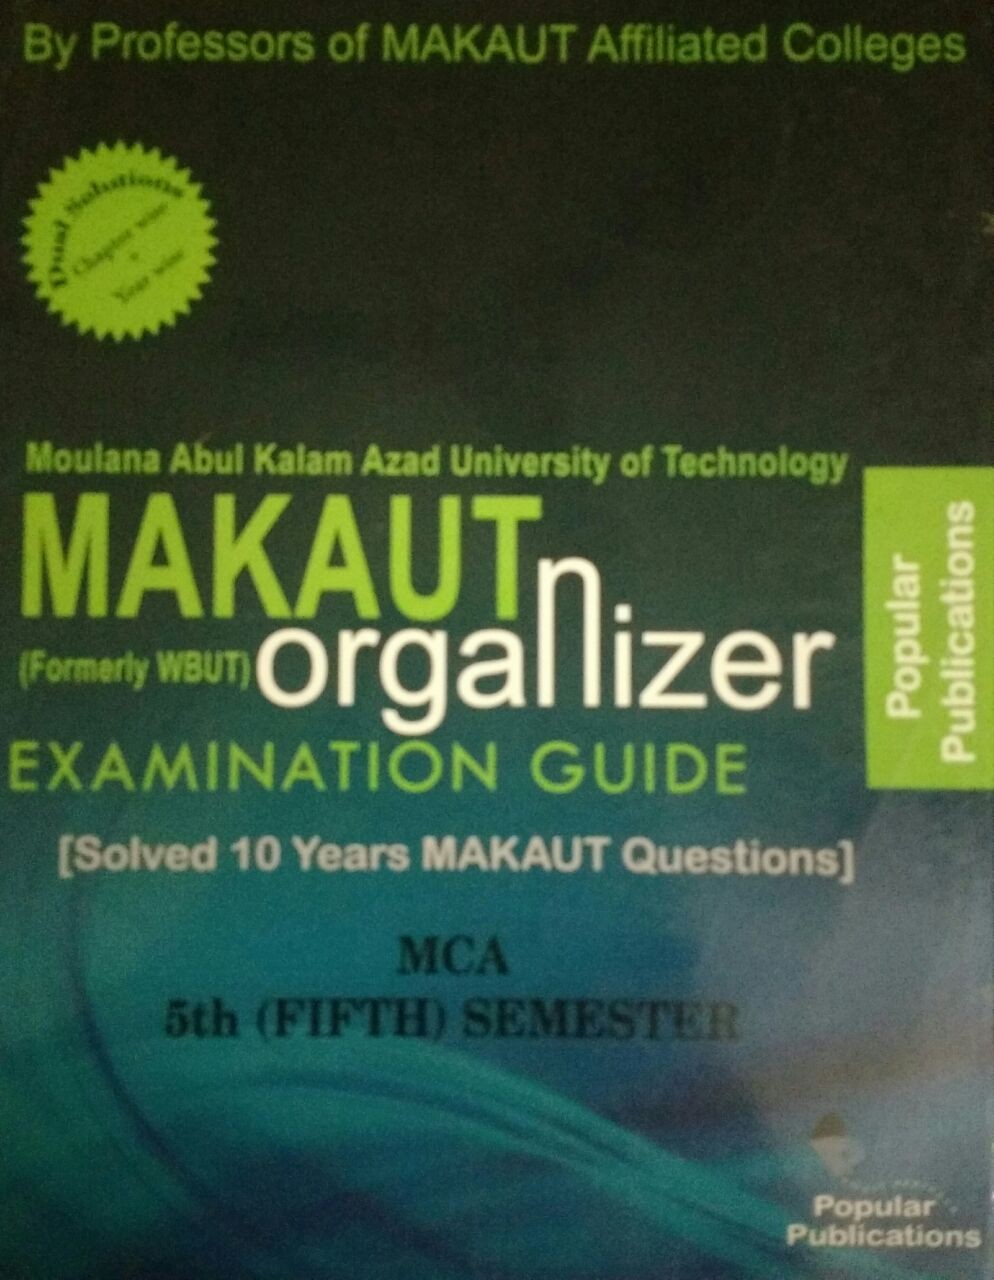 By Professors of MAKAUT Affiliated Colleges
Dual Solutions
Chapter wise
+
Year wise
Moulana Abul Kalam Azad University of Technology
MAKAUT
(Formerly WBUT) organizer
EXAMINATION GUIDE
Popular
Publications
[Solved 10 Years MAKAUT Questions]
MCA
5th (FIFTH) SEMESTER
Popular
Publications